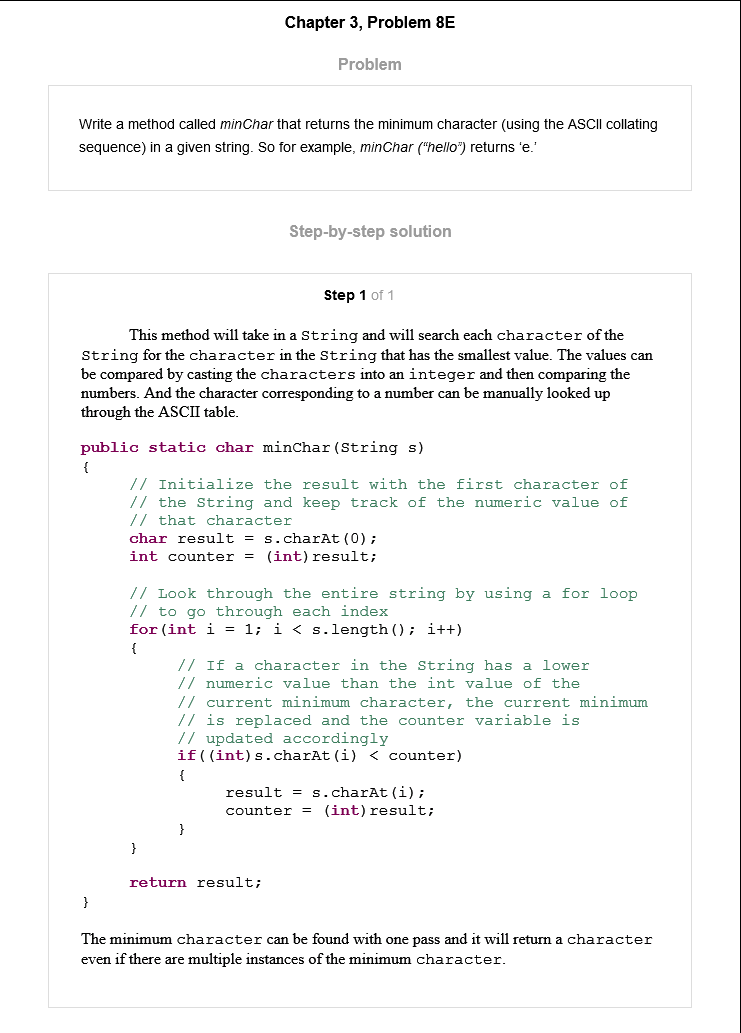 Chapter 3, Problem 8E
Problem
Write a method called minChar that returns the minimum character (using the ASCII collating
sequence) in a given string. So for example, minChar (“hello”) returns ‘e.’
Step-by-step solution
Step 1 of 1
This method will take in a String and will search each character of the
String for the character in the String that has the smallest value. The values can
be compared by casting the characters into an integer and then comparing the
numbers. And the character corresponding to a number can be manually looked up
through the ASCII table.
public static char minChar(String s)
{
// Initialize the result with the first character of
// the String and keep track of the numeric value of
// that character
char result = s.charAt(0);
int counter = (int)result;
// Look through the entire string by using a for loop
// to go through each index
for(int i = 1; i < s.length(); i++)
{
// If a character in the String has a lower
// numeric value than the int value of the
// current minimum character, the current minimum
// is replaced and the counter variable is
// updated accordingly
if((int)s.charAt(i) < counter)
{
result = s.charAt(i);
counter = (int)result;
}
}
return result;
}
The minimum character can be found with one pass and it will return a character
even if there are multiple instances of the minimum character.